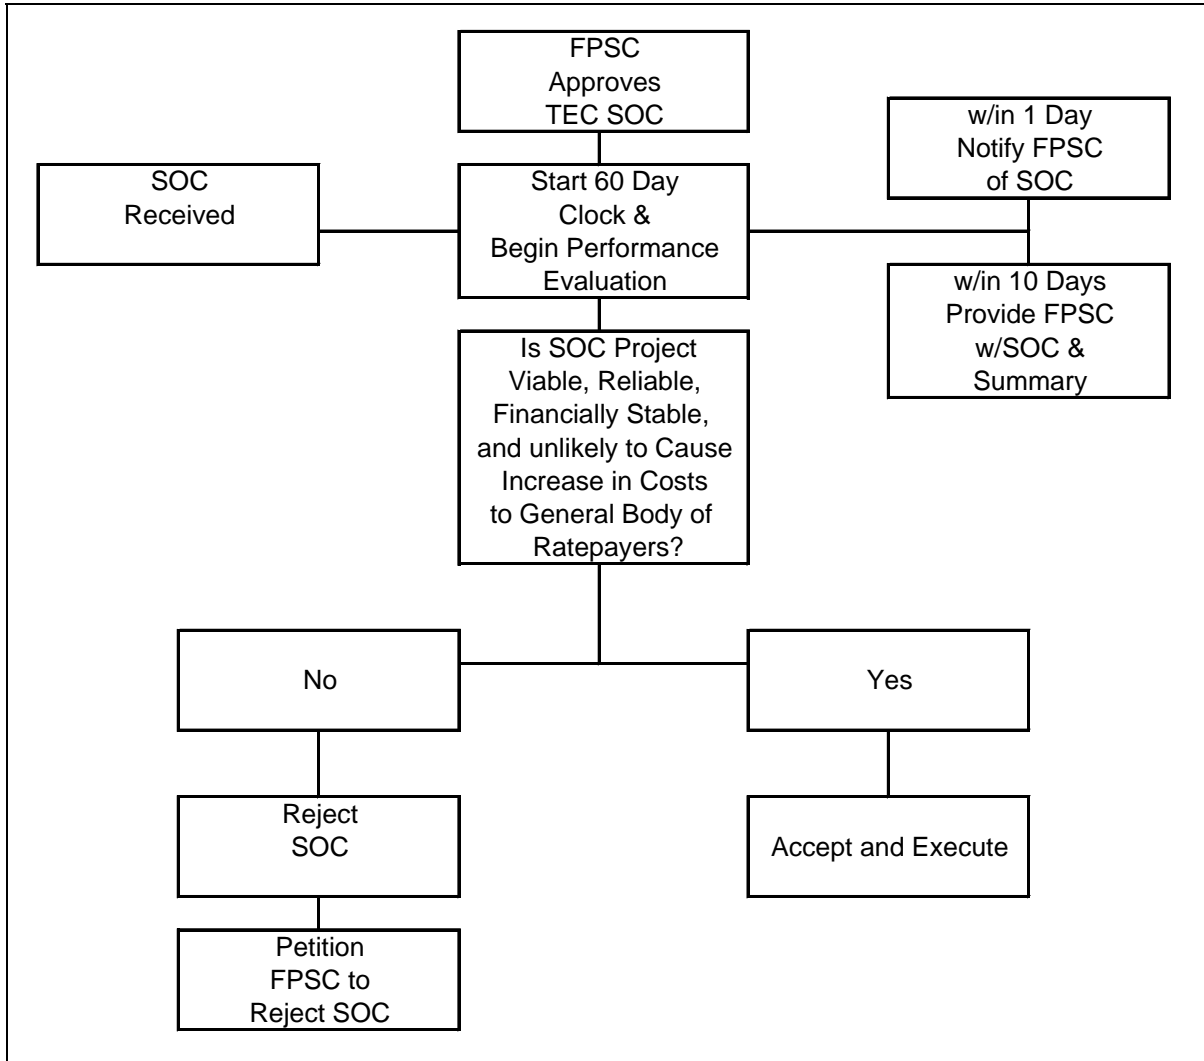 FPSC
Approves
TEC SOC
w/in 1 Day
Notify FPSC
of SOC
SOC
Received
Start 60 Day
Clock &
Begin Performance
Evaluation
w/in 10 Days
Provide FPSC
w/SOC &
Summary
Is SOC Project
Viable, Reliable,
Financially Stable,
and unlikely to Cause
Increase in Costs
to General Body of
Ratepayers?
No
Yes
Reject
SOC
Accept and Execute
Petition
FPSC to
Reject SOC